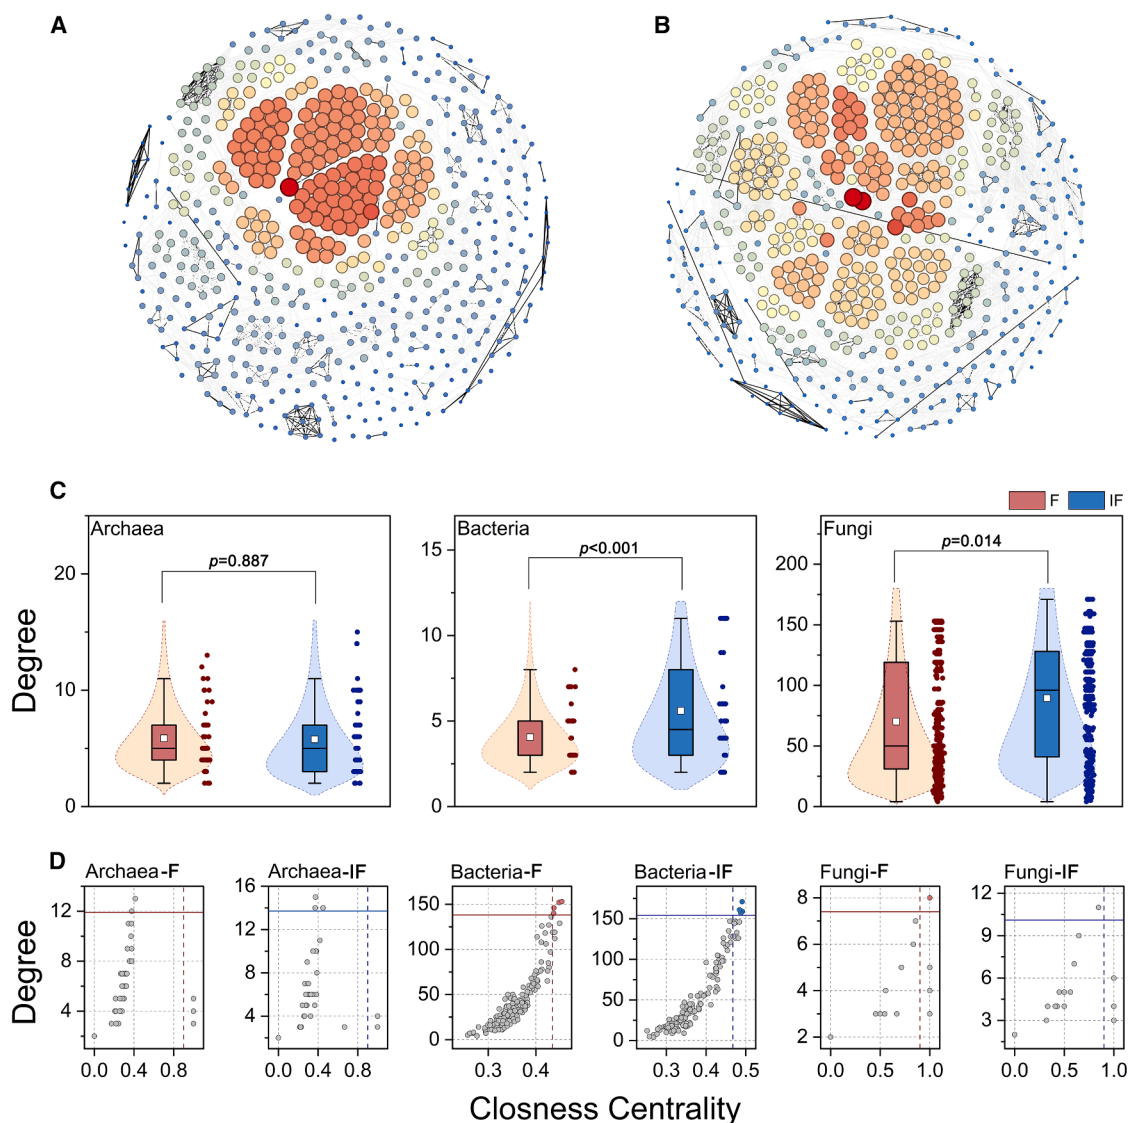 A
B
C
F
IF
Archaea
Bacteria
Fungi
p=0.887
p<0.001
p=0.014
20
10
0
15
10
5
0
200
150
100
50
0
Degree
D
Archaea-F
Archaea-IF
Bacteria-F
Bacteria-IF
Fungi-F
Fungi-IF
12
8
4
16
12
8
4
150
100
50
0
150
100
50
0
8
6
4
2
12
9
6
3
Degree
0.0
0.4
0.8
0.0
0.4
0.8
0.3
0.4
0.3
0.4
0.5
0.0
0.5
1.0
0.0
0.5
1.0
Closness Centrality